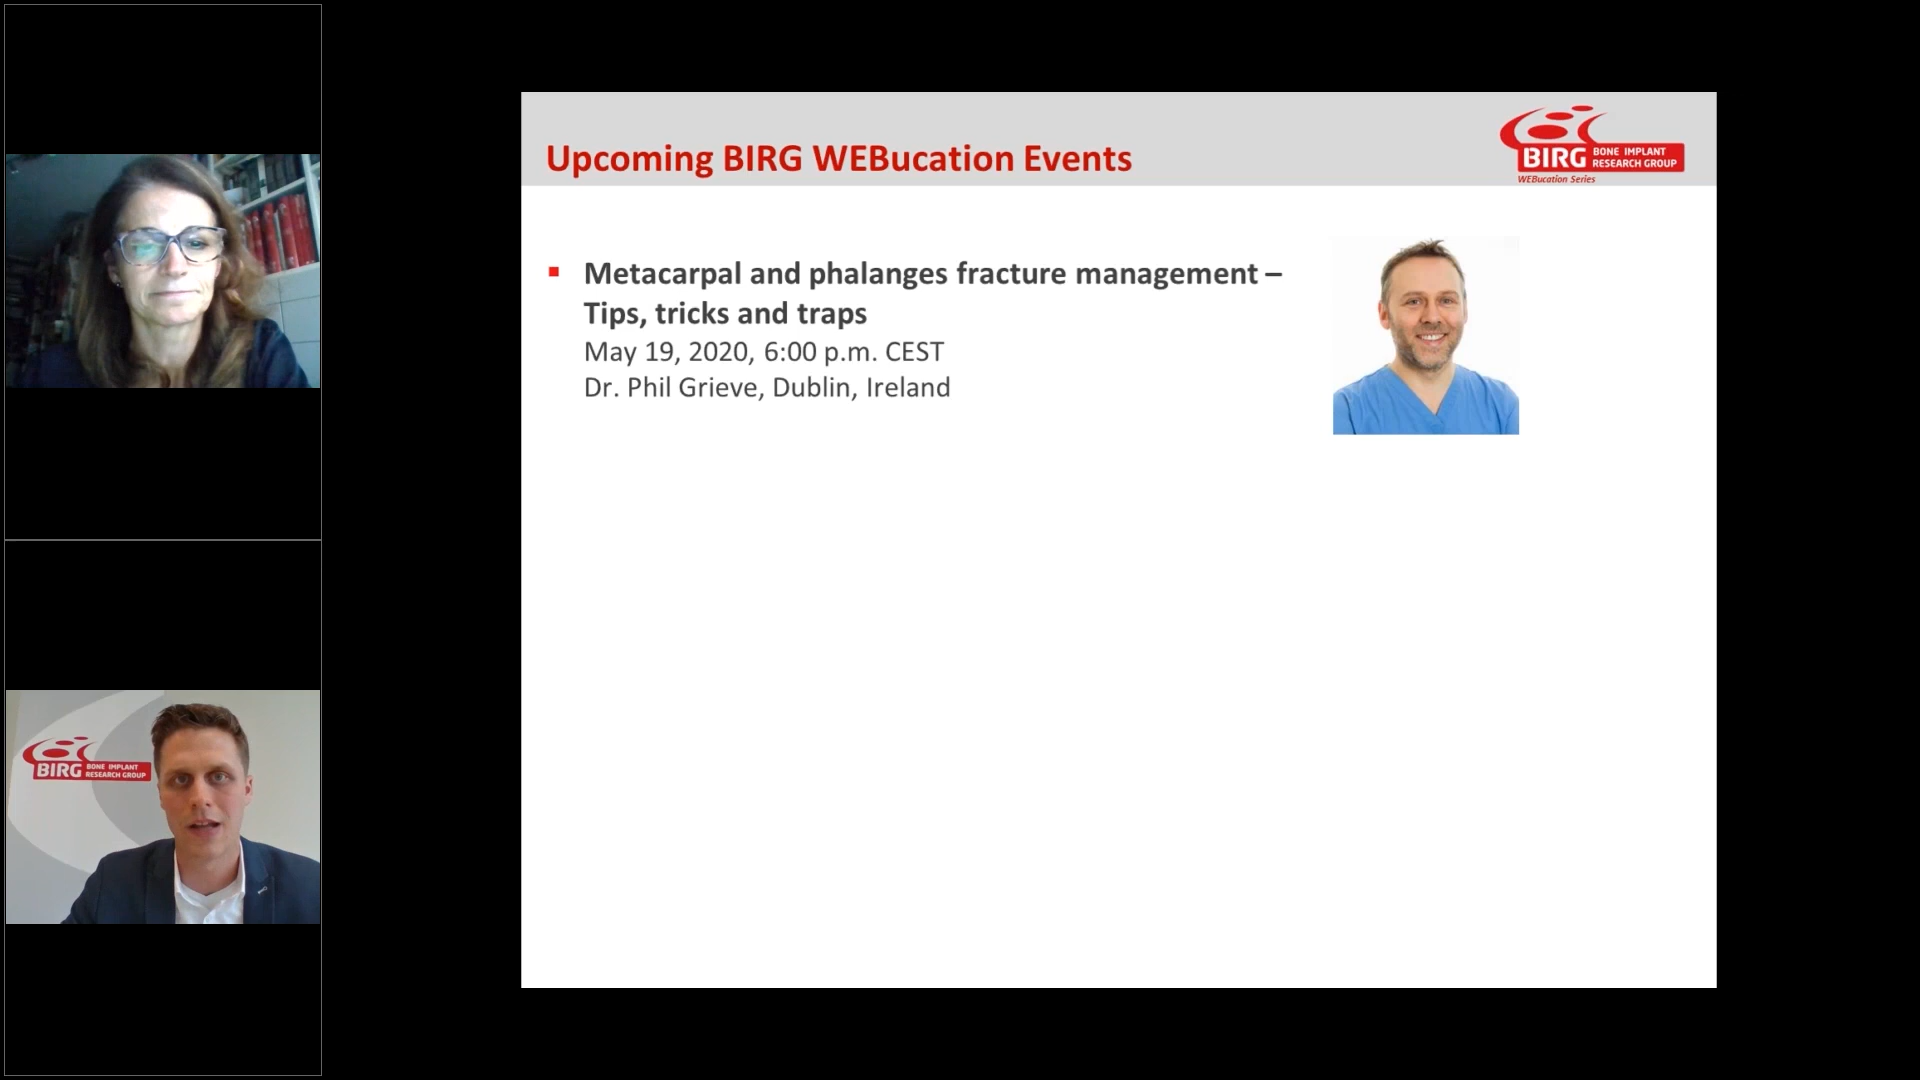 Upcoming BIRG WEBucation Events
BIRG BONE IMPLANT
RESEARCH GROUP
WEBucation Series
▪ Metacarpal and phalanges fracture management –
Tips, tricks and traps
May 19, 2020, 6:00 p.m. CEST
Dr. Phil Grieve, Dublin, Ireland
BIRG BONE IMPLANT
RESEARCH GROUP